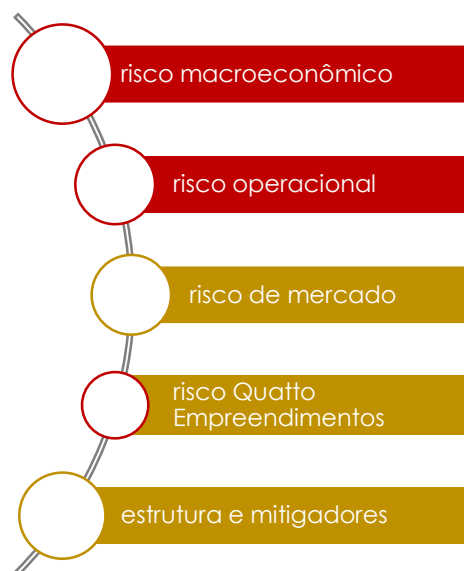 risco macroeconômico
risco operacional
risco de mercado
risco Quatto
Empreendimentos
estrutura e mitigadores